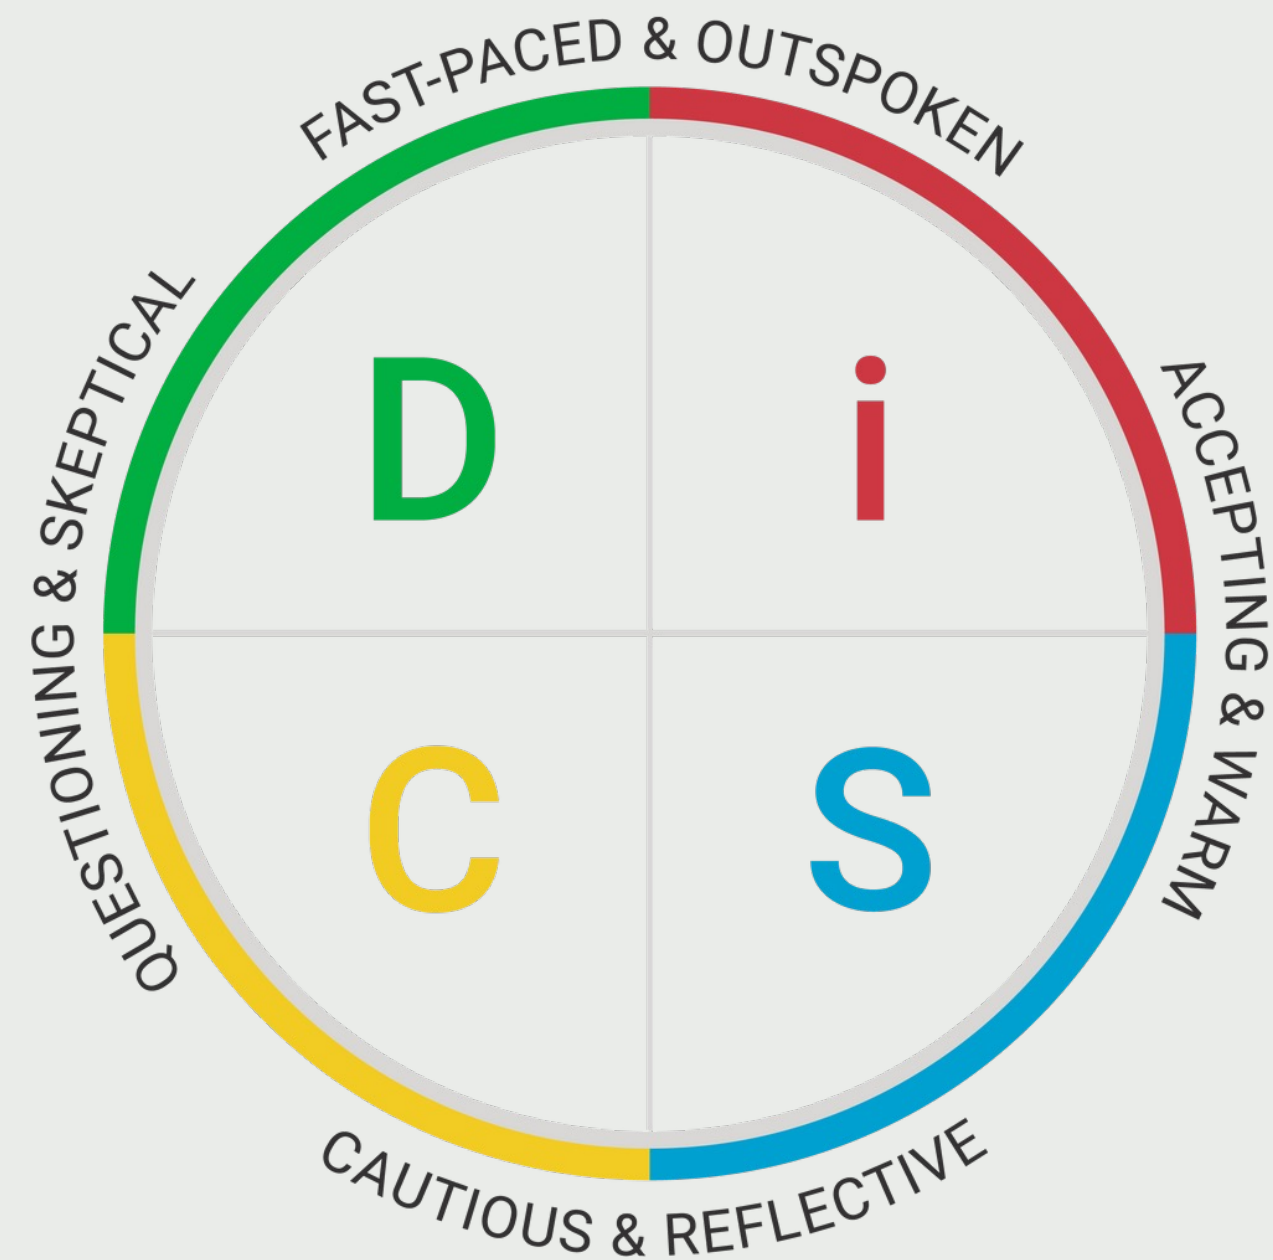 FAST-PACED & OUTSPOKEN
QUESTIONING & SKEPTICAL
ACCEPTING & WARM
D
i
C
S
CAUTIOUS & REFLECTIVE